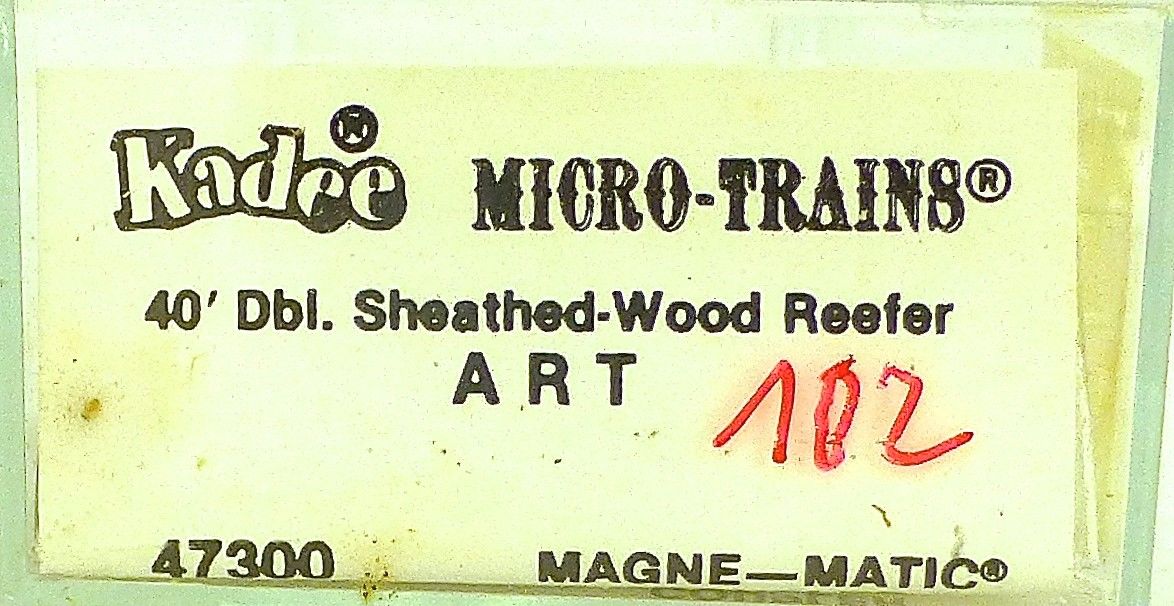 Kadee® MICRO-TRAINS®
40' Dbl. Sheathed-Wood Reefer
ART 102
47300 MAGNE—MATIC®